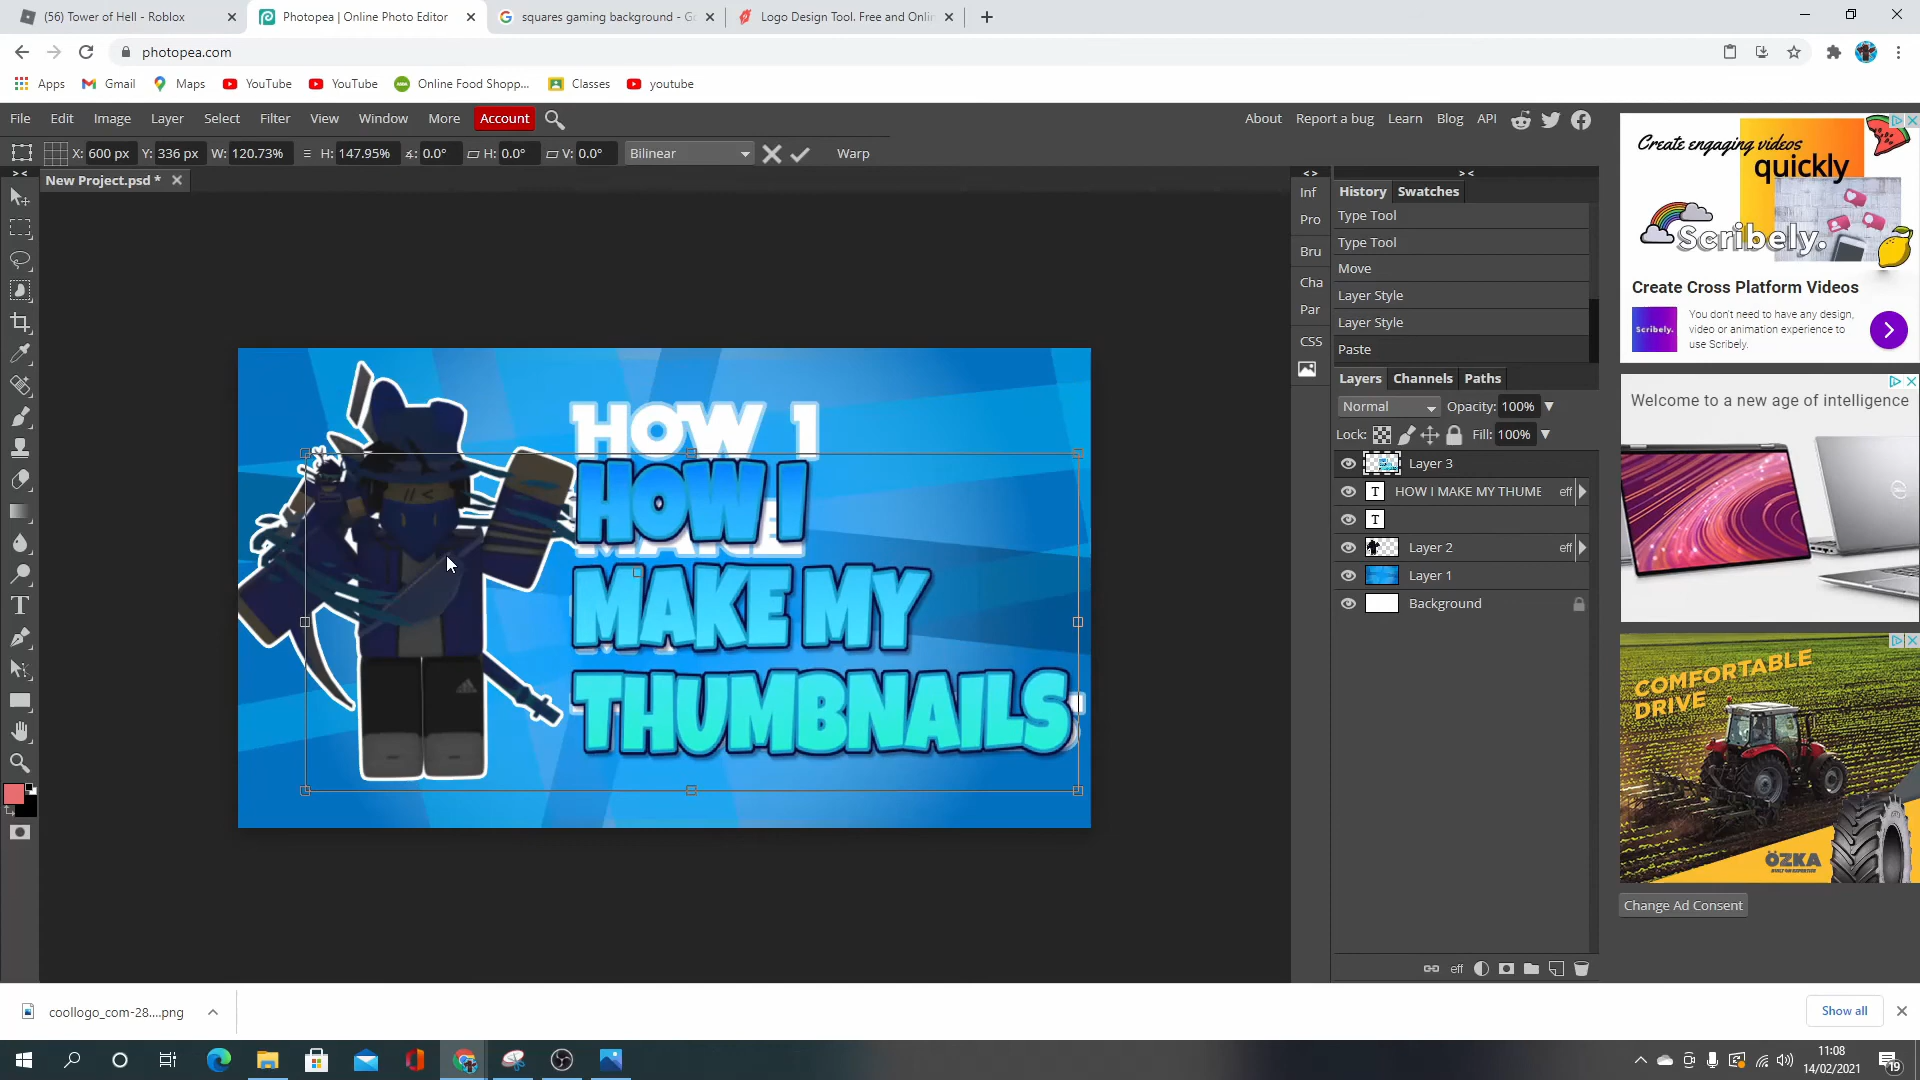 (56) Tower of Hell - Roblox
Photopea | Online Photo Editor
squares gaming background - Go
Logo Design Tool. Free and Onlin
photopea.com
Apps
Gmail
Maps
YouTube
YouTube
Online Food Shopp...
Classes
youtube
File
Edit
Image
Layer
Select
Filter
View
Window
More
Account
About
Report a bug
Learn
Blog
API
X: 600 px
Y: 336 px
W: 120.73%
H: 147.95%
0.0°
H: 0.0°
V: 0.0°
Bilinear
Warp
New Project.psd *
HOW I
HOW I
MAKE MY
THUMBNAILS
Inf
Pro
Bru
Cha
Par
CSS
History
Swatches
Type Tool
Type Tool
Move
Layer Style
Layer Style
Paste
Layers
Channels
Paths
Normal
Opacity: 100%
Lock:
Fill: 100%
Layer 3
HOW I MAKE MY THUME
eff
Layer 2
eff
Layer 1
Background
eff
Create engaging videos
quickly
Scribely.
Create Cross Platform Videos
Scribely.
You don't need to have any design,
video or animation experience to
use Scribely.
Welcome to a new age of intelligence
COMFORTABLE
DRIVE
ÖZKA
Change Ad Consent
coollogo_com-28....png
Show all
11:08
14/02/2021
19